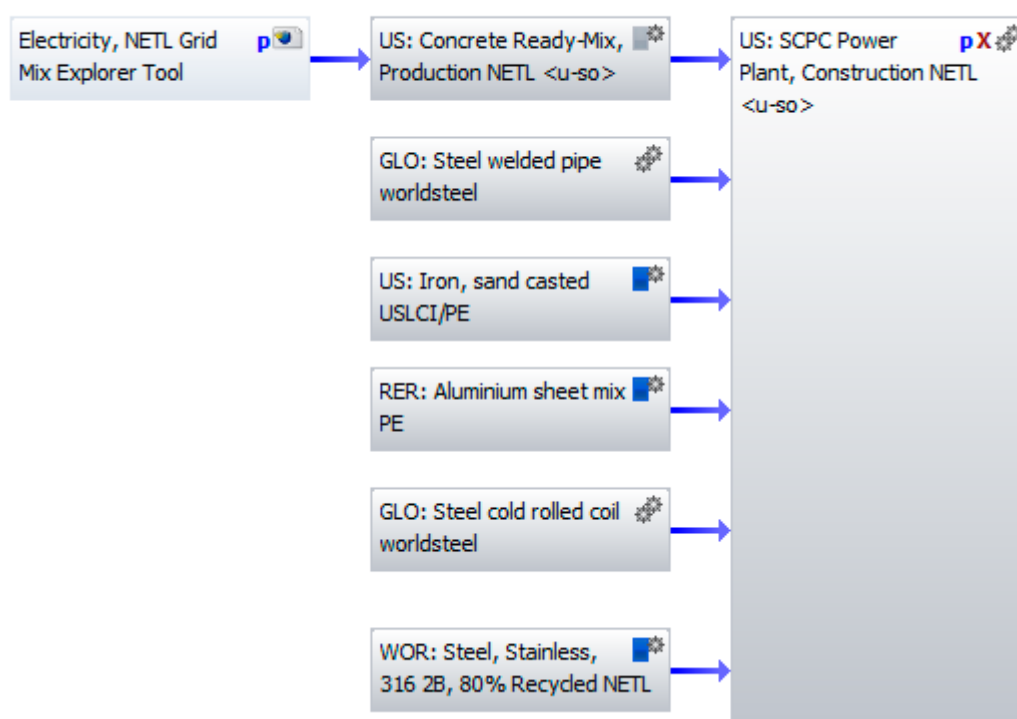 Electricity, NETL Grid p
Mix Explorer Tool
US: Concrete Ready-Mix,
Production NETL <u-so>
US: SCPC Power p X
Plant, Construction NETL
<u-so>
GLO: Steel welded pipe
worldsteel
US: Iron, sand casted
USLCI/PE
RER: Aluminium sheet mix
PE
GLO: Steel cold rolled coil
worldsteel
WOR: Steel, Stainless,
316 2B, 80% Recycled NETL